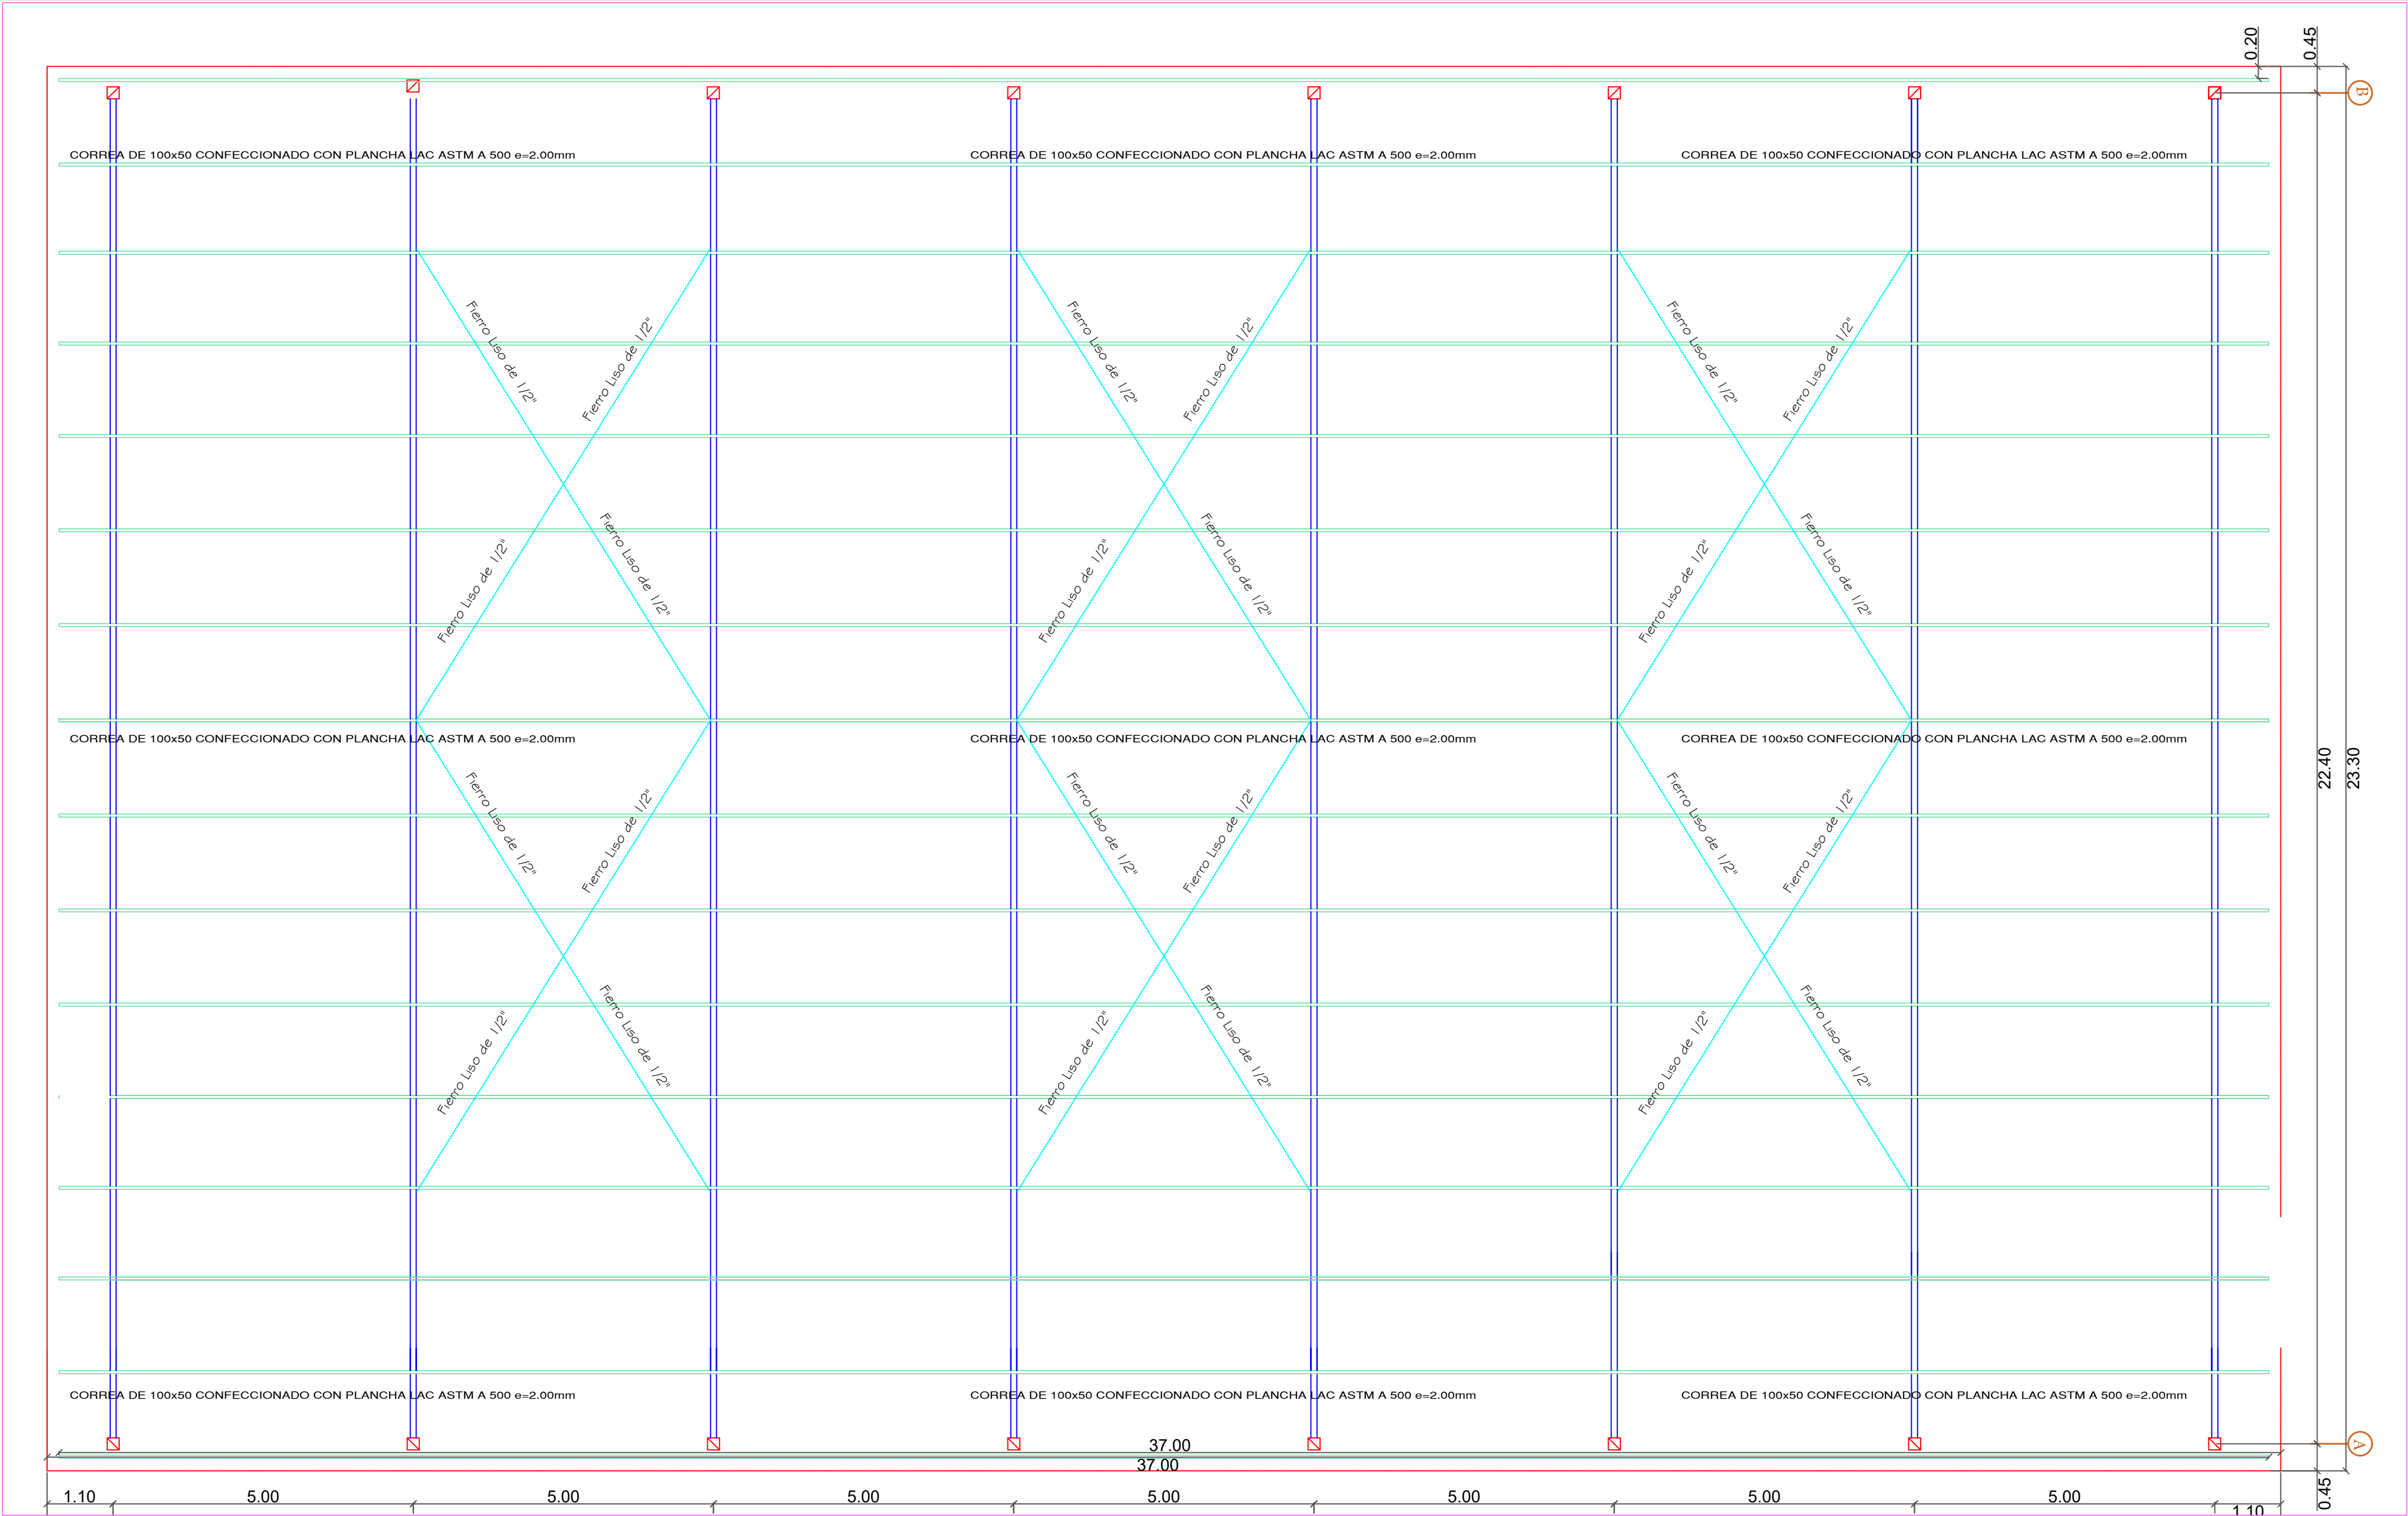 0.20
0.45
B
CORREA DE 100x50 CONFECCIONADO CON PLANCHA LAC ASTM A 500 e=2.00mm
CORREA DE 100x50 CONFECCIONADO CON PLANCHA LAC ASTM A 500 e=2.00mm
CORREA DE 100x50 CONFECCIONADO CON PLANCHA LAC ASTM A 500 e=2.00mm
Fierro Liso de 1/2"
Fierro Liso de 1/2"
Fierro Liso de 1/2"
Fierro Liso de 1/2"
Fierro Liso de 1/2"
Fierro Liso de 1/2"
Fierro Liso de 1/2"
Fierro Liso de 1/2"
Fierro Liso de 1/2"
Fierro Liso de 1/2"
Fierro Liso de 1/2"
Fierro Liso de 1/2"
CORREA DE 100x50 CONFECCIONADO CON PLANCHA LAC ASTM A 500 e=2.00mm
CORREA DE 100x50 CONFECCIONADO CON PLANCHA LAC ASTM A 500 e=2.00mm
CORREA DE 100x50 CONFECCIONADO CON PLANCHA LAC ASTM A 500 e=2.00mm
22.40
23.30
Fierro Liso de 1/2"
Fierro Liso de 1/2"
Fierro Liso de 1/2"
Fierro Liso de 1/2"
Fierro Liso de 1/2"
Fierro Liso de 1/2"
Fierro Liso de 1/2"
Fierro Liso de 1/2"
Fierro Liso de 1/2"
Fierro Liso de 1/2"
Fierro Liso de 1/2"
Fierro Liso de 1/2"
CORREA DE 100x50 CONFECCIONADO CON PLANCHA LAC ASTM A 500 e=2.00mm
CORREA DE 100x50 CONFECCIONADO CON PLANCHA LAC ASTM A 500 e=2.00mm
CORREA DE 100x50 CONFECCIONADO CON PLANCHA LAC ASTM A 500 e=2.00mm
A
37.00
37.00
0.45
1.10
5.00
5.00
5.00
5.00
5.00
5.00
5.00
1.10